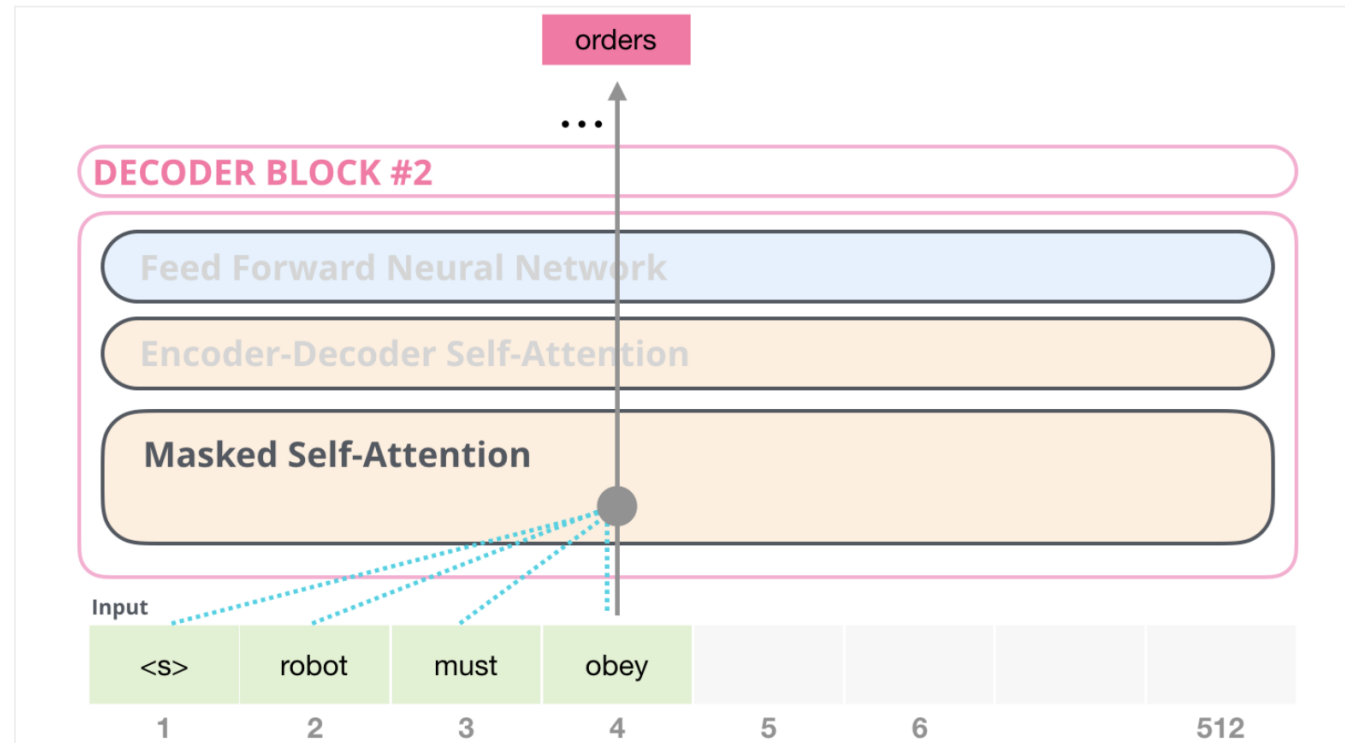 orders
...
DECODER BLOCK #2
Feed Forward Neural Network
Encoder-Decoder Self-Attention
Masked Self-Attention
Input
<s> robot must obey
1 2 3 4 5 6 512